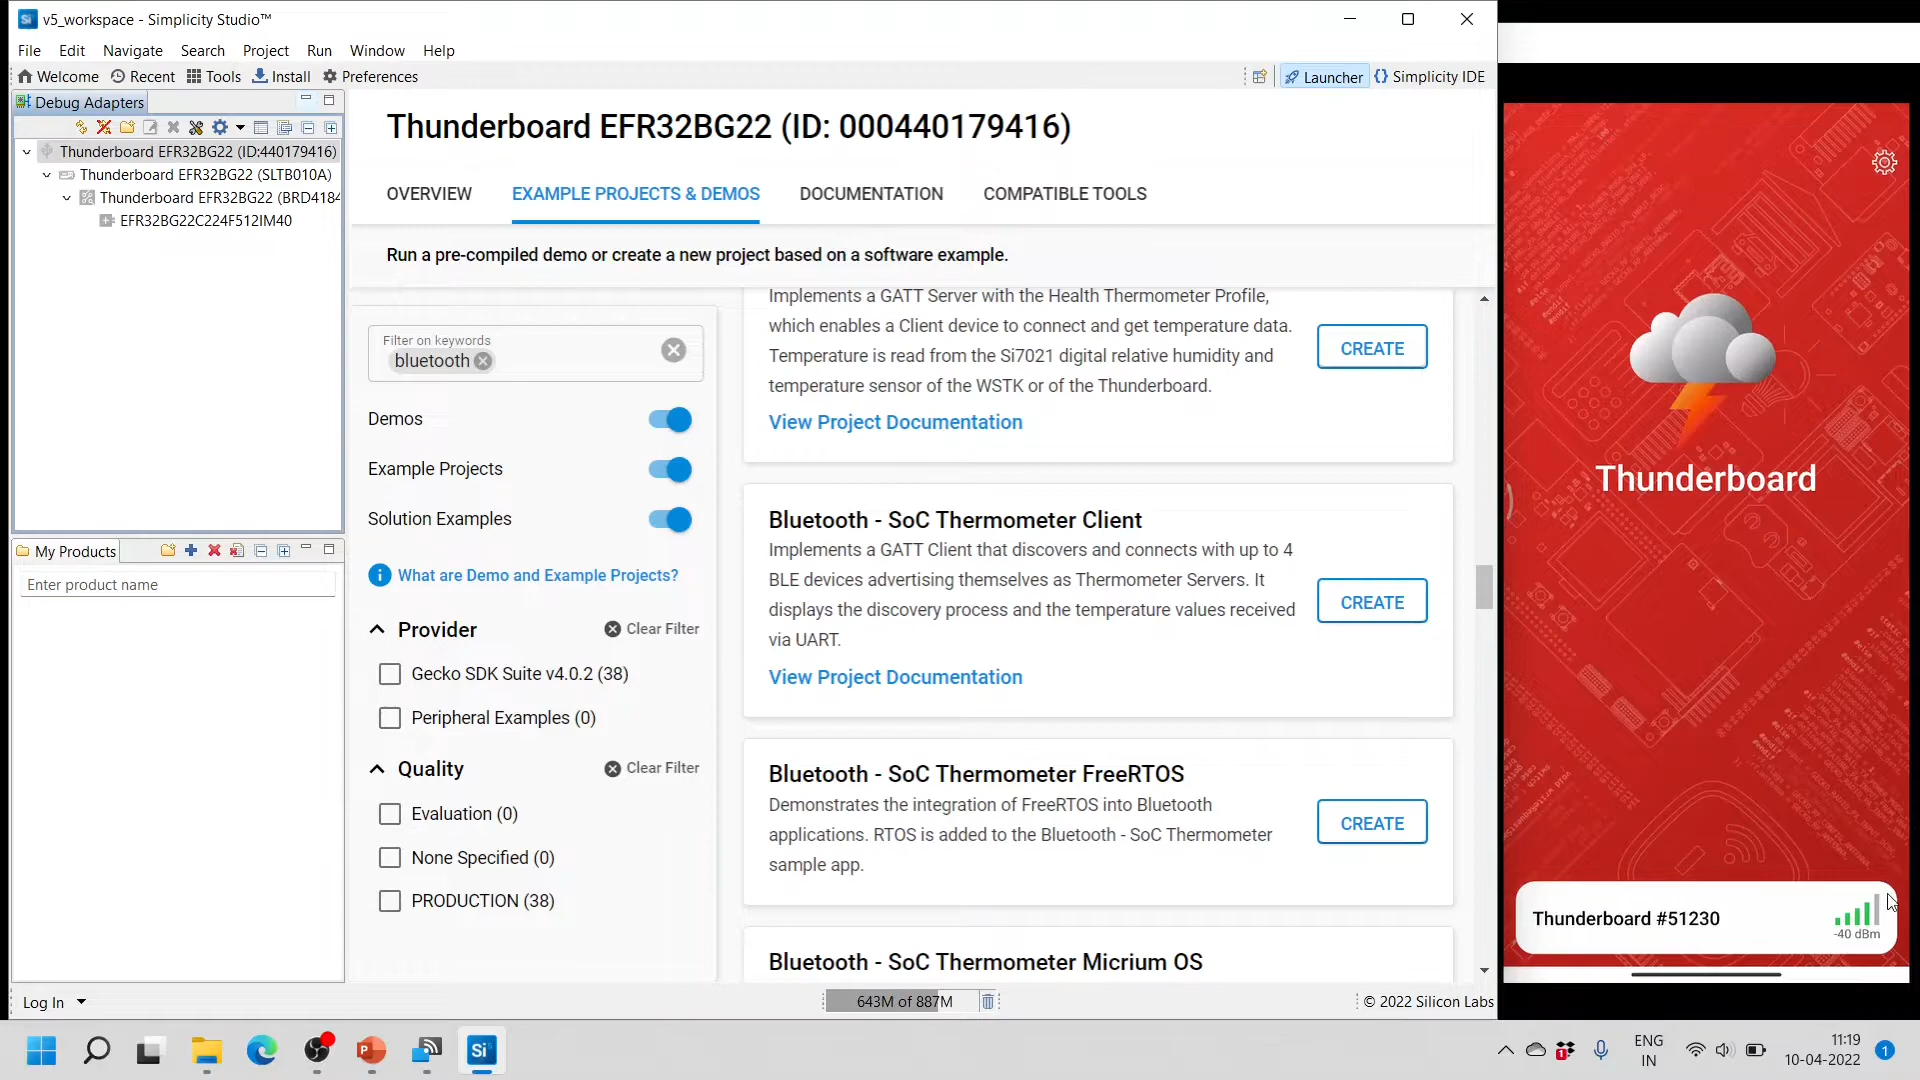 v5_workspace - Simplicity Studio™
File Edit Navigate Search Project Run Window Help
Welcome Recent Tools Install Preferences
Launcher Simplicity IDE
Debug Adapters
Thunderboard EFR32BG22 (ID:440179416)
Thunderboard EFR32BG22 (SLTB010A)
Thunderboard EFR32BG22 (BRD4184
EFR32BG22C224F512IM40
My Products
Enter product name
Thunderboard EFR32BG22 (ID: 000440179416)
OVERVIEW EXAMPLE PROJECTS & DEMOS DOCUMENTATION COMPATIBLE TOOLS
Run a pre-compiled demo or create a new project based on a software example.
Filter on keywords
bluetooth
Demos
Example Projects
Solution Examples
What are Demo and Example Projects?
Provider Clear Filter
Gecko SDK Suite v4.0.2 (38)
Peripheral Examples (0)
Quality Clear Filter
Evaluation (0)
None Specified (0)
PRODUCTION (38)
Implements a GATT Server with the Health Thermometer Profile,
which enables a Client device to connect and get temperature data.
Temperature is read from the Si7021 digital relative humidity and
temperature sensor of the WSTK or of the Thunderboard.
CREATE
View Project Documentation
Bluetooth - SoC Thermometer Client
Implements a GATT Client that discovers and connects with up to 4
BLE devices advertising themselves as Thermometer Servers. It
displays the discovery process and the temperature values received
via UART.
CREATE
View Project Documentation
Bluetooth - SoC Thermometer FreeRTOS
Demonstrates the integration of FreeRTOS into Bluetooth
applications. RTOS is added to the Bluetooth - SoC Thermometer
sample app.
CREATE
Bluetooth - SoC Thermometer Micrium OS
Thunderboard
Thunderboard #51230
-40 dBm
Log In
643M of 887M
© 2022 Silicon Labs
Si
ENG
IN
11:19
10-04-2022
1